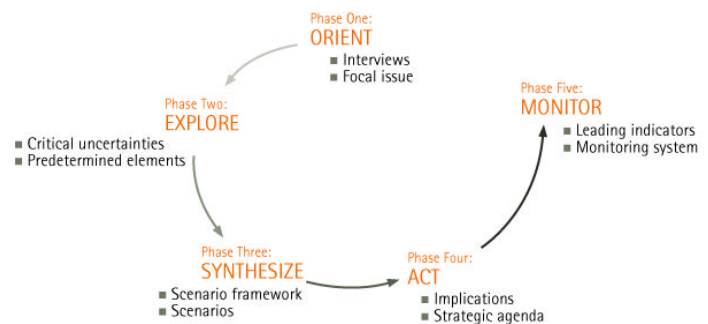 Phase One:
ORIENT
■ Interviews
■ Focal issue
Phase Two:
EXPLORE
■ Critical uncertainties
■ Predetermined elements
Phase Three:
SYNTHESIZE
■ Scenario framework
■ Scenarios
Phase Four:
ACT
■ Implications
■ Strategic agenda
Phase Five:
MONITOR
■ Leading indicators
■ Monitoring system